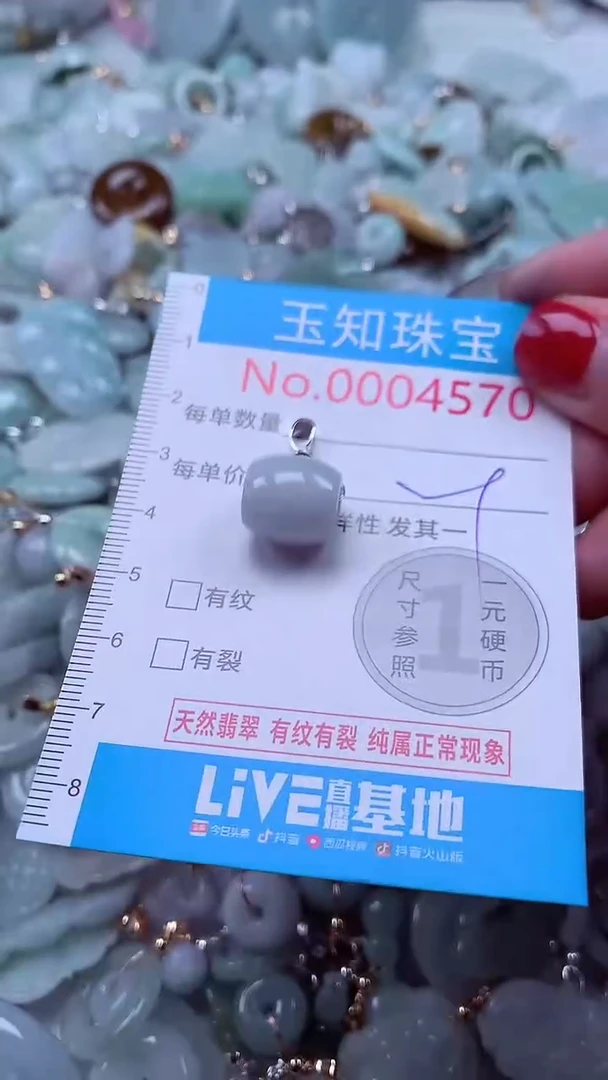 玉知珠宝
No.0004570
每单数量
每单价
样性 发其一
有纹
有裂
尺寸参照
1
一元硬币
天然翡翠 有纹有裂 纯属正常现象
LiVE直播基地
今日头条 抖音 西瓜视频 抖音火山版
0
1
2
3
4
5
6
7
8